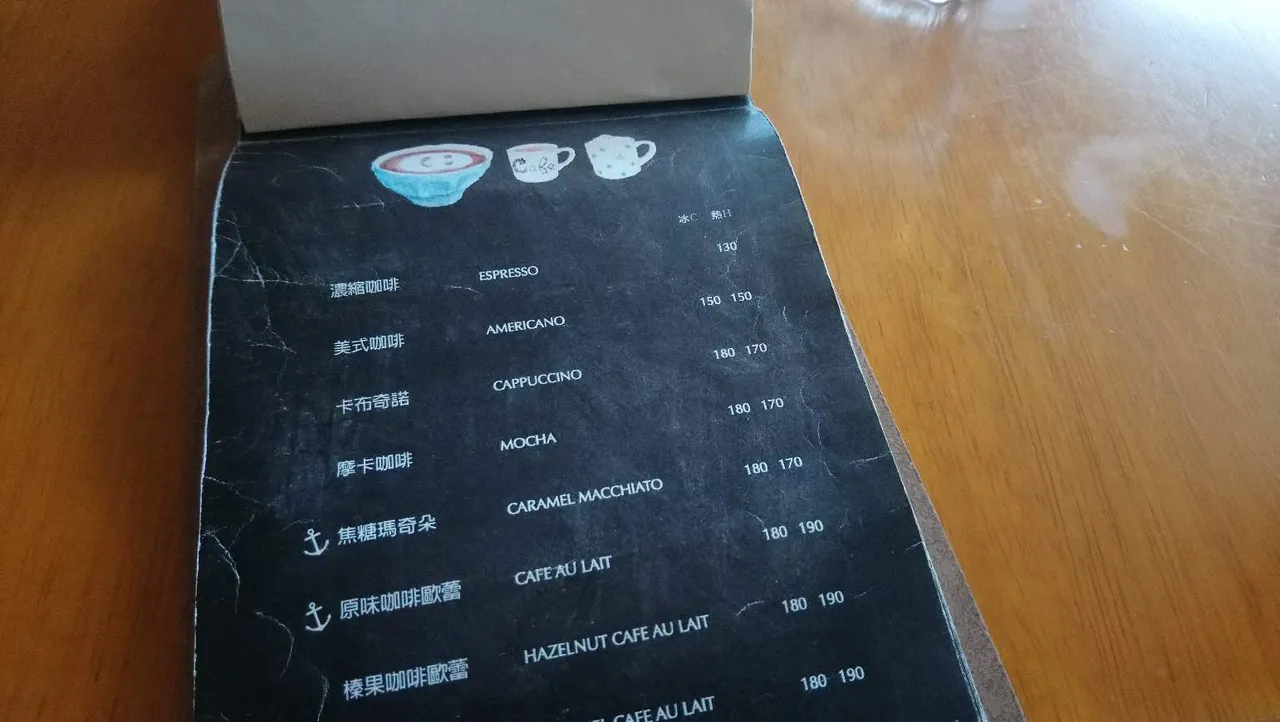 Cafe
冰C 熱H
濃縮咖啡 ESPRESSO 130
美式咖啡 AMERICANO 150 150
卡布奇諾 CAPPUCCINO 180 170
摩卡咖啡 MOCHA 180 170
焦糖瑪奇朵 CARAMEL MACCHIATO 180 170
原味咖啡歐蕾 CAFE AU LAIT 180 190
榛果咖啡歐蕾 HAZELNUT CAFE AU LAIT 180 190
CAFE AU LAIT 180 190